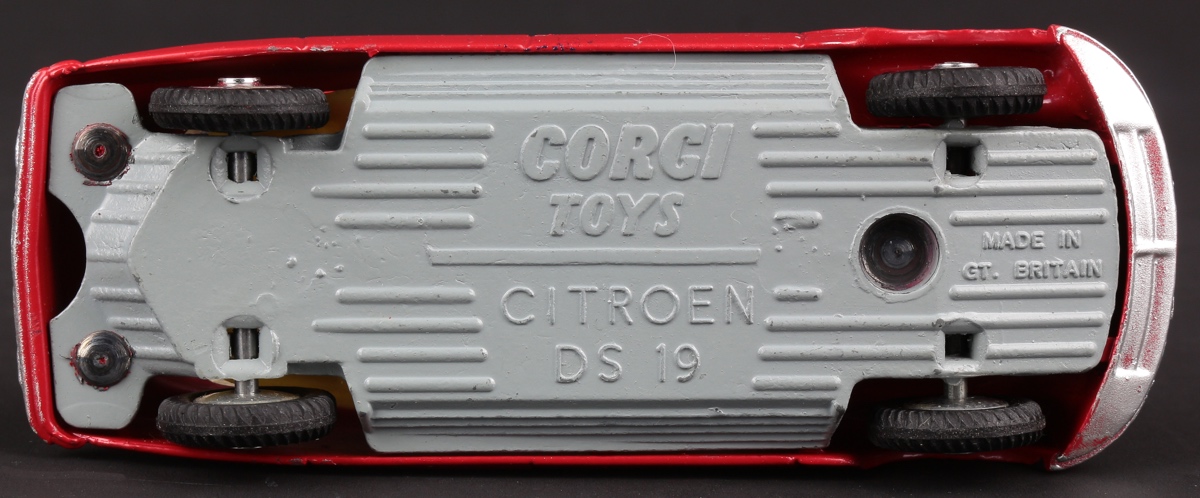 CORGI
TOYS
CITROEN
DS 19
MADE IN
GT. BRITAIN